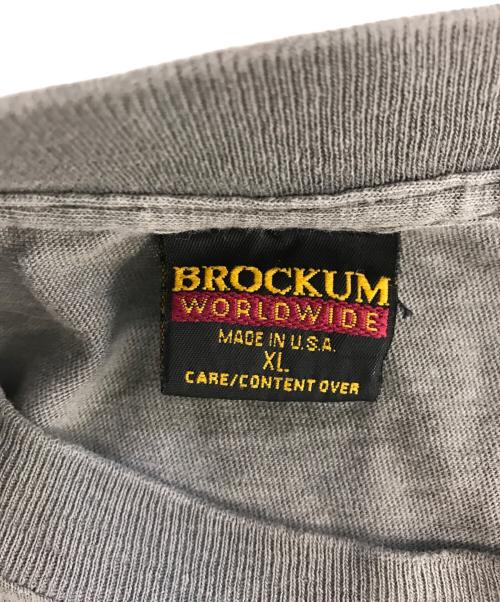 BROCKUM
WORLDWIDE
MADE IN U.S.A.
XL
CARE/CONTENT OVER